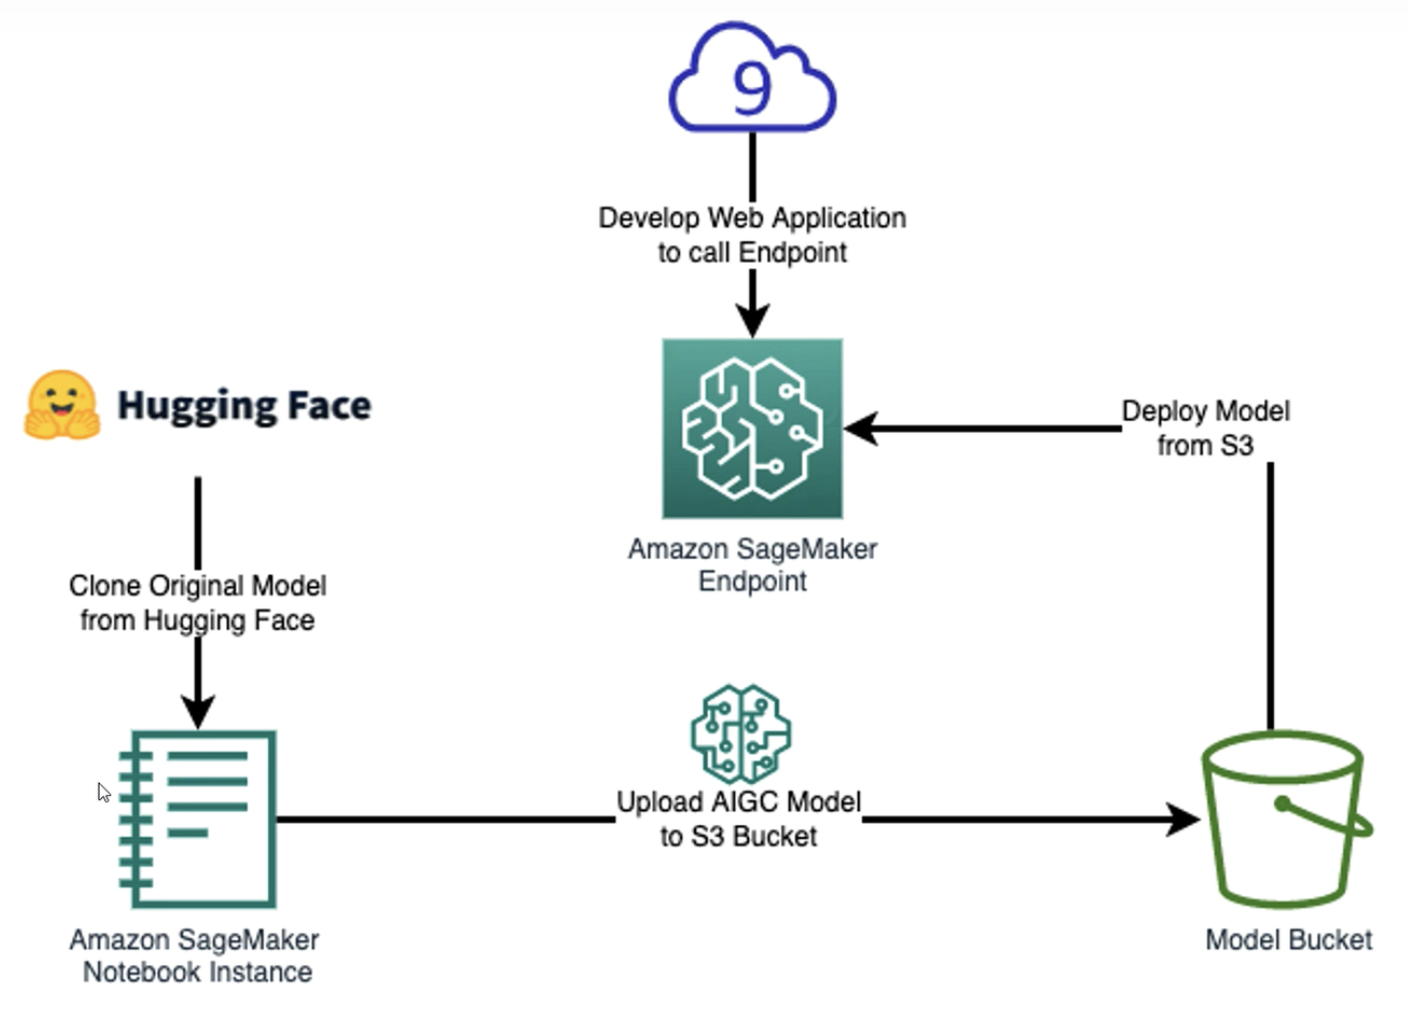 9
Develop Web Application
to call Endpoint
Hugging Face
Deploy Model
from S3
Amazon SageMaker
Endpoint
Clone Original Model
from Hugging Face
Upload AIGC Model
to S3 Bucket
Amazon SageMaker
Notebook Instance
Model Bucket